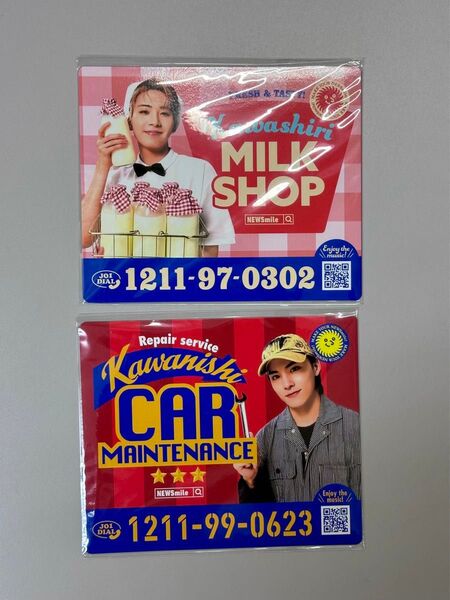 FRESH & TASTY!
Kawashiri
MILK
SHOP
NEWSmile
Enjoy the
music!
JO1
DIAL
1211-97-0302
Repair service
Kawanishi
CAR
MAINTENANCE
NEWSmile
Enjoy the
music!
JO1
DIAL
1211-99-0623